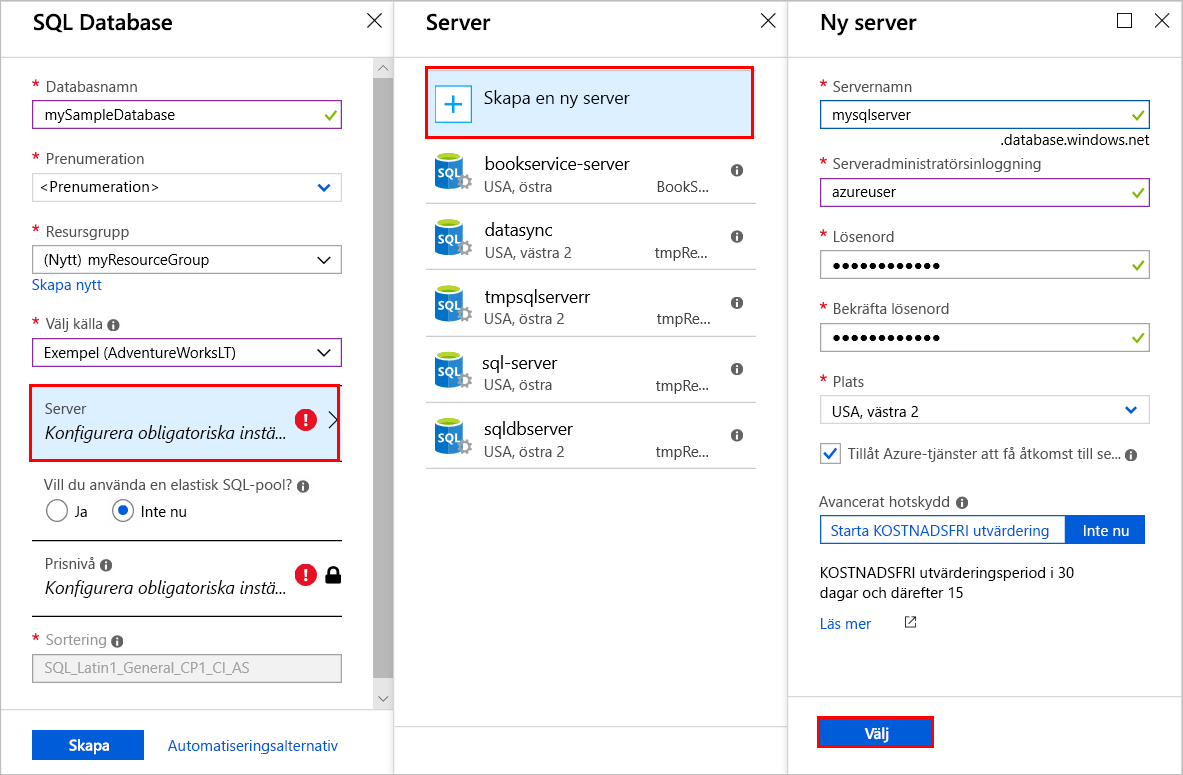 SQL Database
* Databasnamn
mySampleDatabase
* Prenumeration
<Prenumeration>
* Resursgrupp
(Nytt) myResourceGroup
Skapa nytt
* Välj källa
Exempel (AdventureWorksLT)
Server
Konfigurera obligatoriska instä...
Vill du använda en elastisk SQL-pool?
Ja
Inte nu
Prisnivå
Konfigurera obligatoriska instä...
* Sortering
SQL_Latin1_General_CP1_CI_AS
Skapa
Automatiseringsalternativ
Server
Skapa en ny server
SQL
bookservice-server
USA, östra
BookS...
SQL
datasync
USA, västra 2
tmpRe...
SQL
tmpsqlserverr
USA, östra 2
tmpRe...
SQL
sql-server
USA, östra
tmpRe...
SQL
sqldbserver
USA, östra 2
tmpRe...
Ny server
* Servernamn
mysqlserver
.database.windows.net
* Serveradministratörsinloggning
azureuser
* Lösenord
●●●●●●●●●●●●
* Bekräfta lösenord
●●●●●●●●●●●●
* Plats
USA, västra 2
Tillåt Azure-tjänster att få åtkomst till se...
Avancerat hotskydd
Starta KOSTNADSFRI utvärdering
Inte nu
KOSTNADSFRI utvärderingsperiod i 30
dagar och därefter 15
Läs mer
Välj